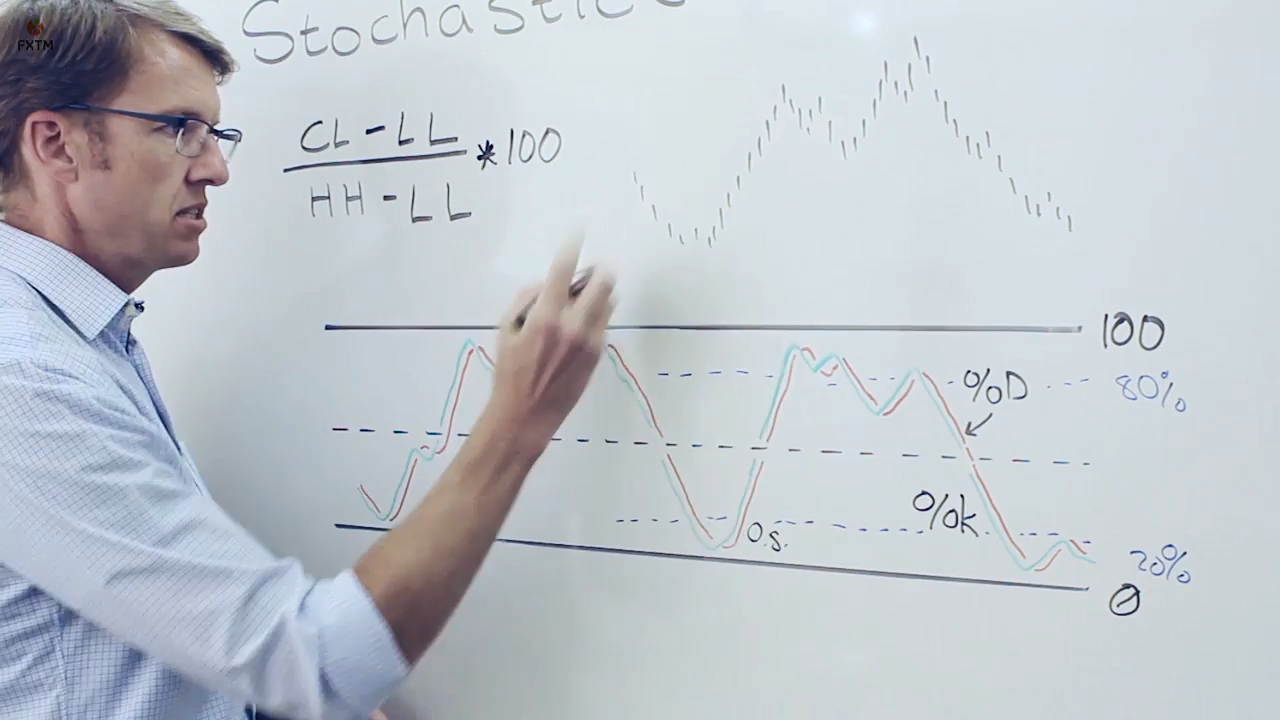 FXTM
Stochastic
CL - LL
* 100
HH - LL
100
80%
%D
%K
o.s.
20%
0